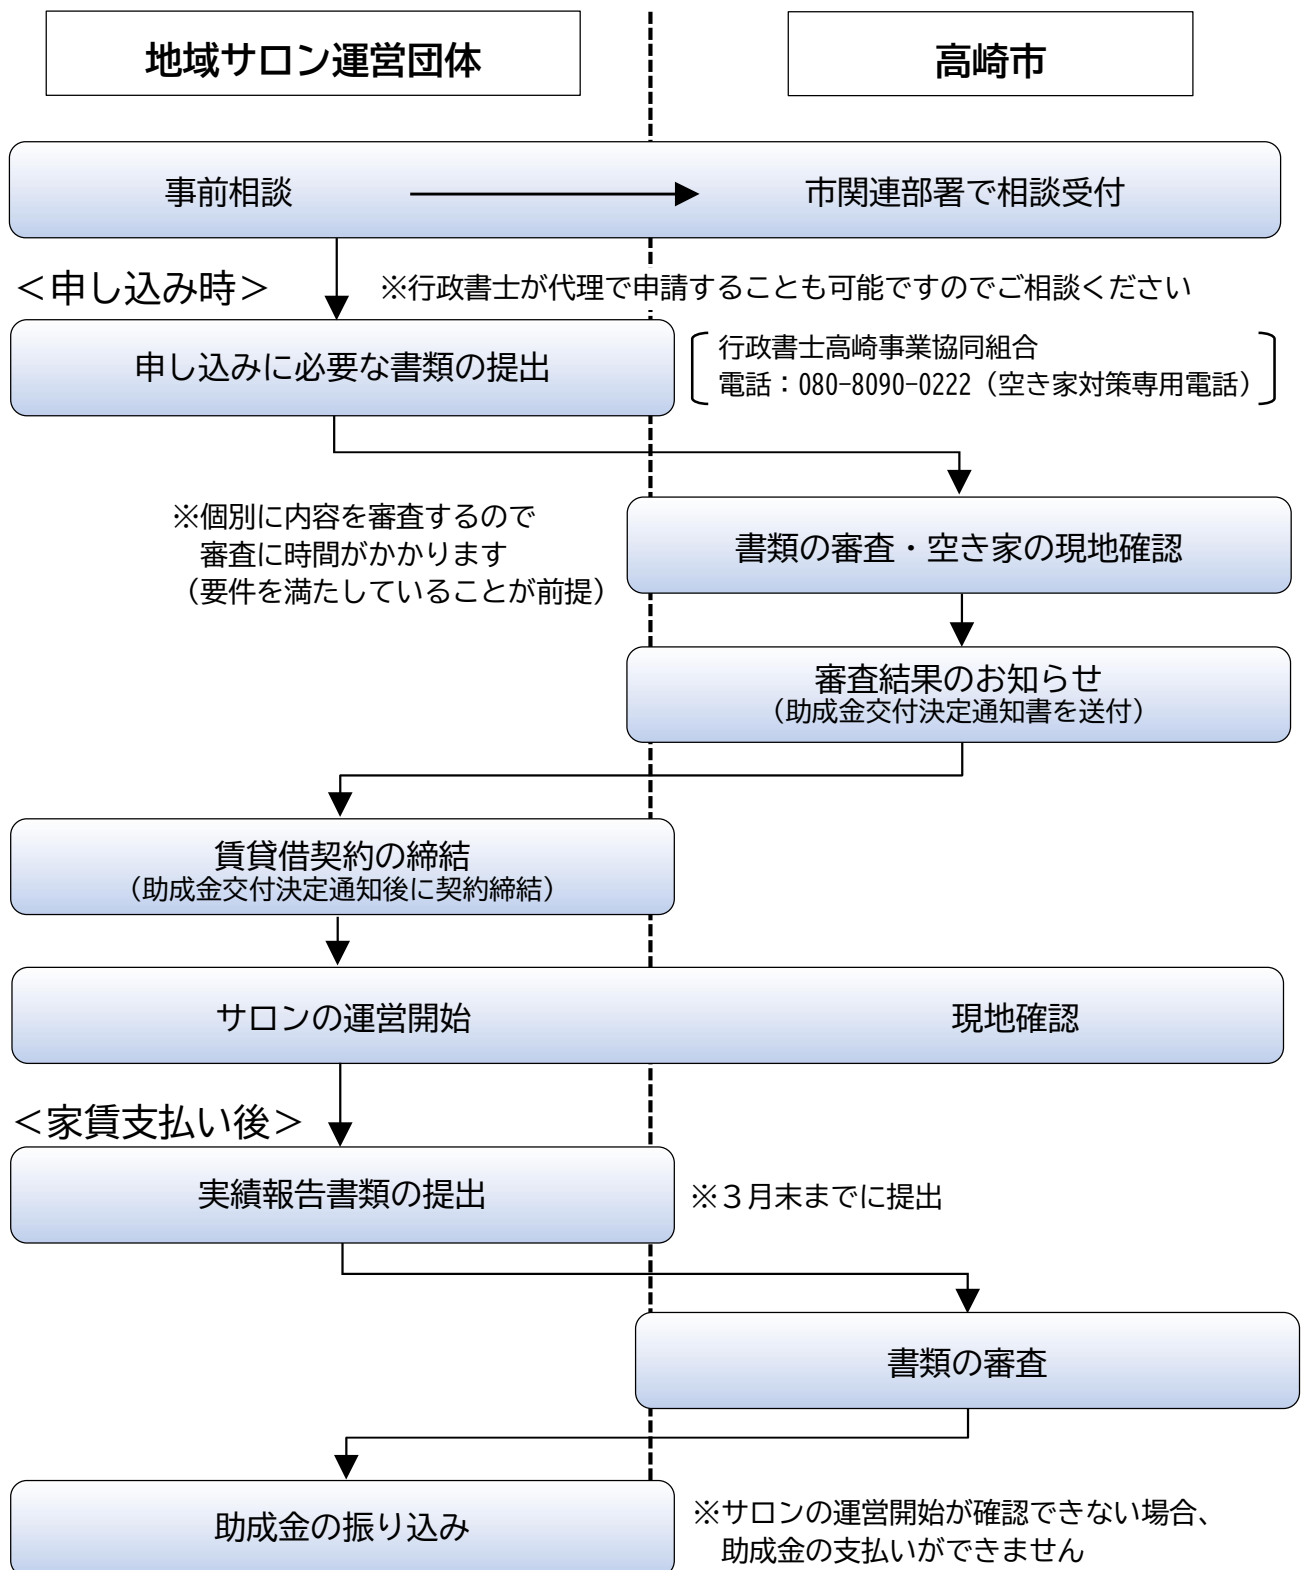 地域サロン運営団体
高崎市
事前相談
市関連部署で相談受付
＜申し込み時＞
※行政書士が代理で申請することも可能ですのでご相談ください
申し込みに必要な書類の提出
行政書士高崎事業協同組合
電話：080-8090-0222（空き家対策専用電話）
※個別に内容を審査するので
審査に時間がかかります
（要件を満たしていることが前提）
書類の審査・空き家の現地確認
審査結果のお知らせ
（助成金交付決定通知書を送付）
賃貸借契約の締結
（助成金交付決定通知後に契約締結）
サロンの運営開始
現地確認
＜家賃支払い後＞
実績報告書類の提出
※３月末までに提出
書類の審査
助成金の振り込み
※サロンの運営開始が確認できない場合、
助成金の支払いができません